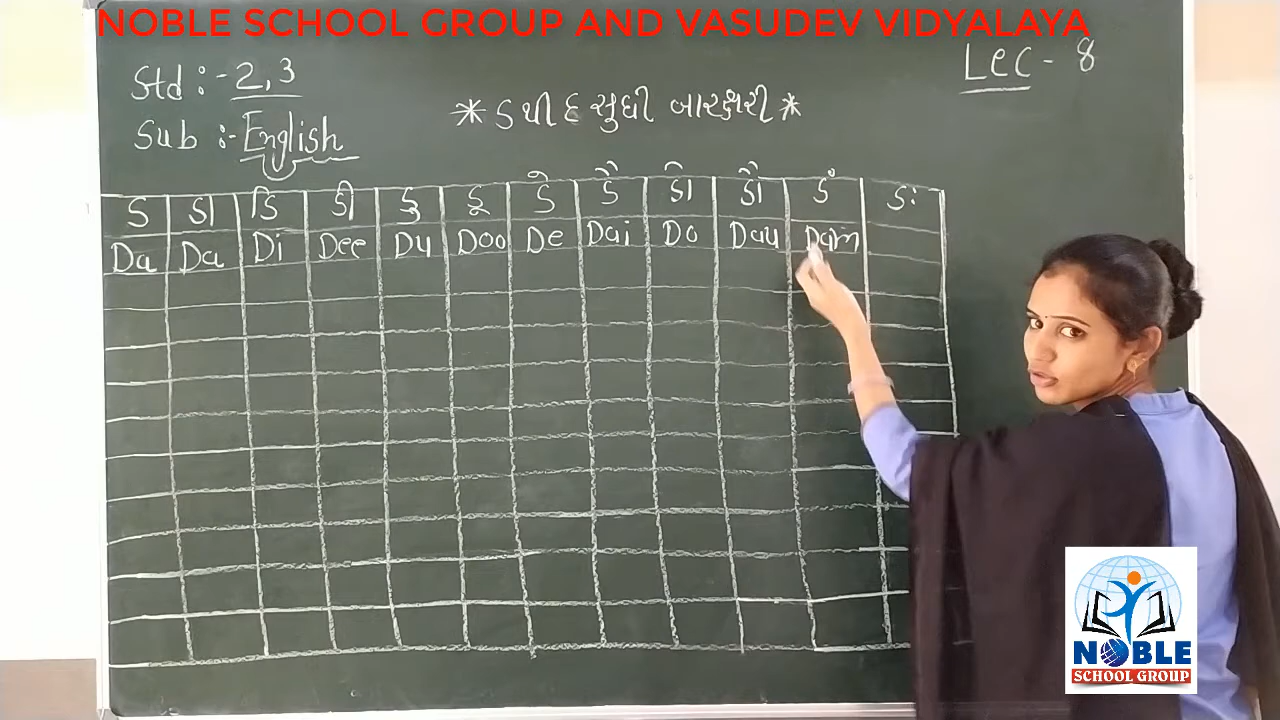 NOBLE SCHOOL GROUP AND VASUDEV VIDYALAYA
Std :- 2,3
Lec - 8
Sub :- English
* ડ થી દ સુધી બારક્ષરી *
ડ ડા ડિ ડી ડુ ડૂ ડે ડૈ ડો ડૌ ડં ડઃ
Da Da Di Dee Du Doo De Dai Do Dau Dam
NOBLE
SCHOOL GROUP